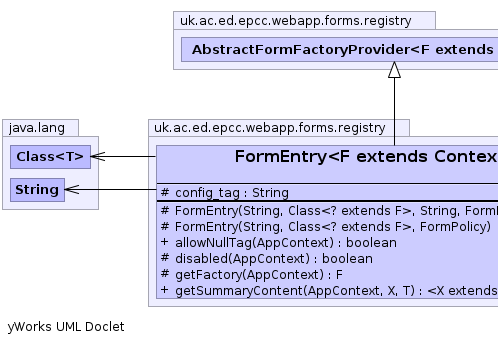 uk.ac.ed.epcc.webapp.forms.registry
AbstractFormFactoryProvider<F extends
java.lang
Class<T>
String
uk.ac.ed.epcc.webapp.forms.registry
FormEntry<F extends Contex
# config_tag : String
# FormEntry(String, Class<? extends F>, String, FormP
# FormEntry(String, Class<? extends F>, FormPolicy)
+ allowNullTag(AppContext) : boolean
# disabled(AppContext) : boolean
# getFactory(AppContext) : F
+ getSummaryContent(AppContext, X, T) : <X extends
yWorks UML Doclet